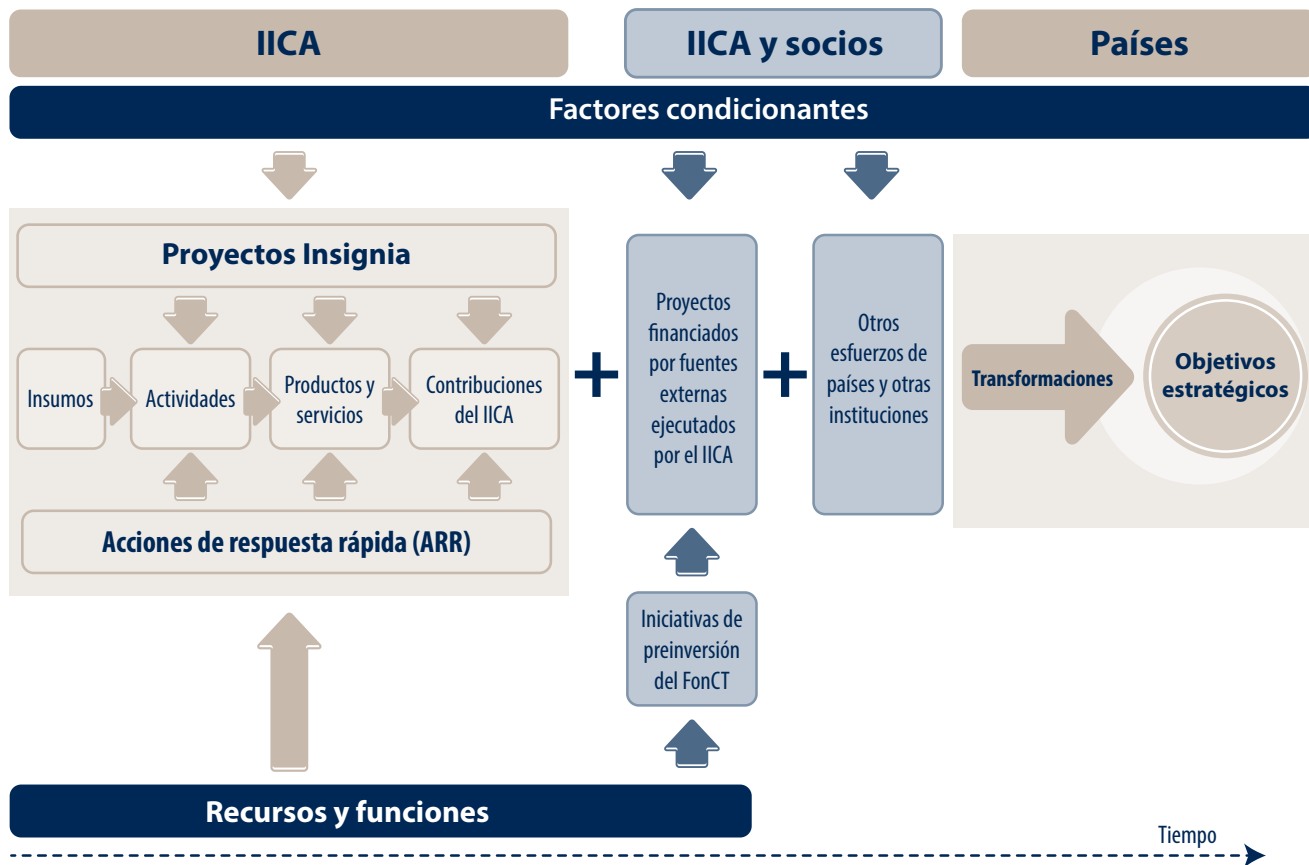 IICA
IICA y socios
Países
Factores condicionantes
Proyectos Insignia
Insumos
Actividades
Productos y
servicios
Contribuciones
del IICA
Acciones de respuesta rápida (ARR)
+
Proyectos
financiados
por fuentes
externas
ejecutados
por el IICA
+
Otros
esfuerzos de
países y otras
instituciones
Transformaciones
Objetivos
estratégicos
Iniciativas de
preinversión
del FonCT
Recursos y funciones
Tiempo